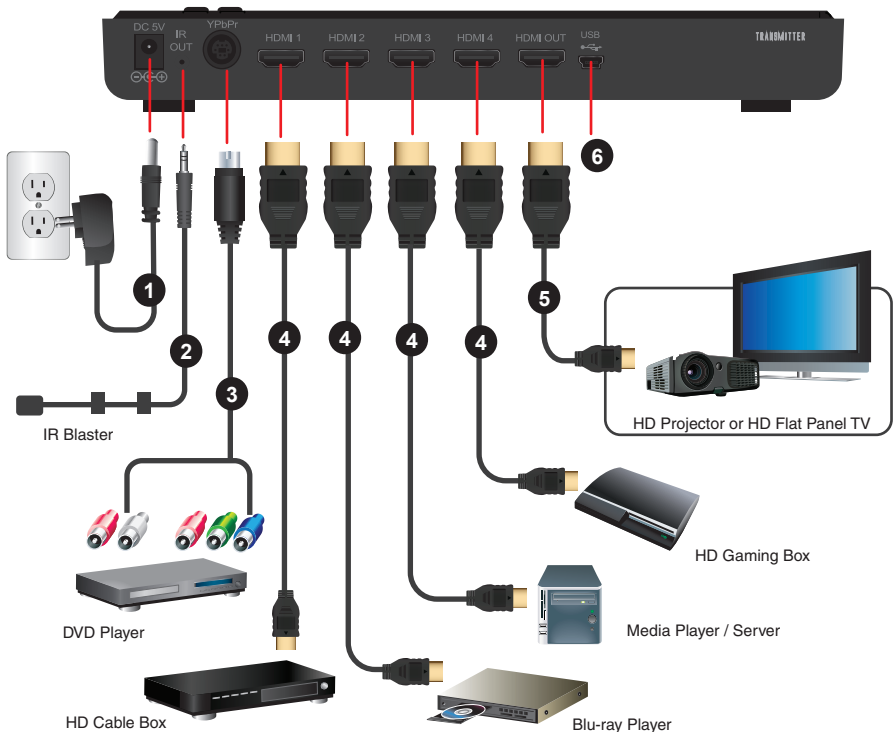 DC 5V
IR
OUT
YPbPr
HDMI 1
HDMI 2
HDMI 3
HDMI 4
HDMI OUT
USB
TRANSMITTER
6
1
5
2
4
4
4
4
3
IR Blaster
HD Projector or HD Flat Panel TV
HD Gaming Box
DVD Player
Media Player / Server
HD Cable Box
Blu-ray Player